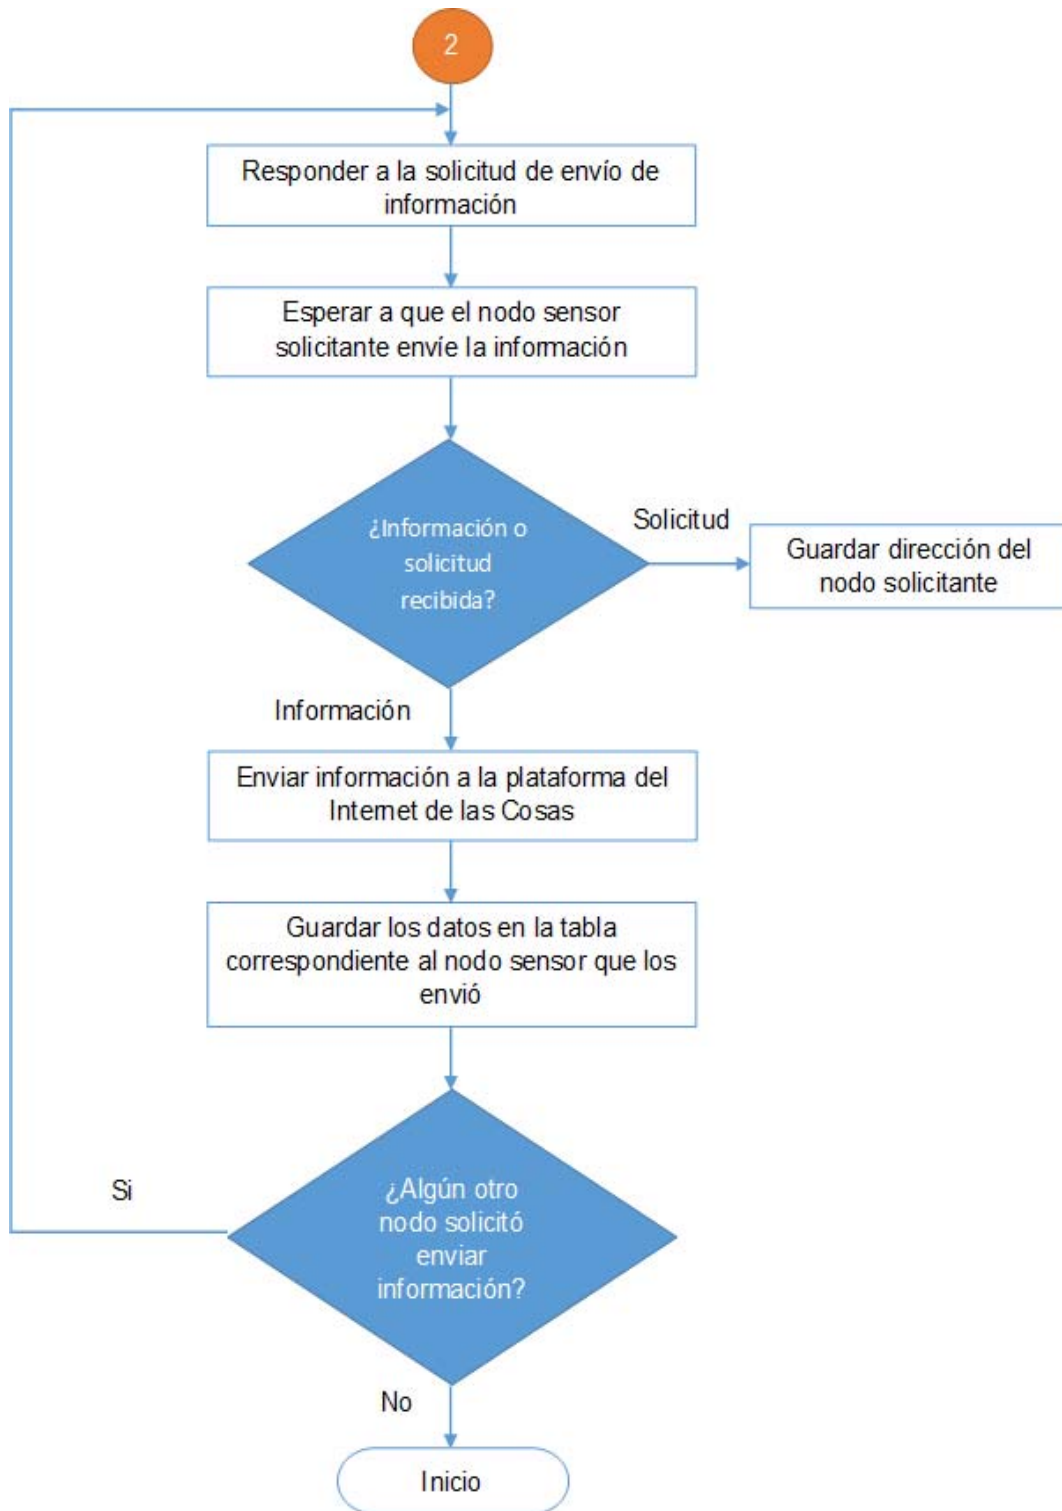 2
Responder a la solicitud de envío de
información
Esperar a que el nodo sensor
solicitante envíe la información
¿Información o
solicitud
recibida?
Solicitud
Guardar dirección del
nodo solicitante
Información
Enviar información a la plataforma del
Internet de las Cosas
Guardar los datos en la tabla
correspondiente al nodo sensor que los
envió
¿Algún otro
nodo solicitó
enviar
información?
Si
No
Inicio